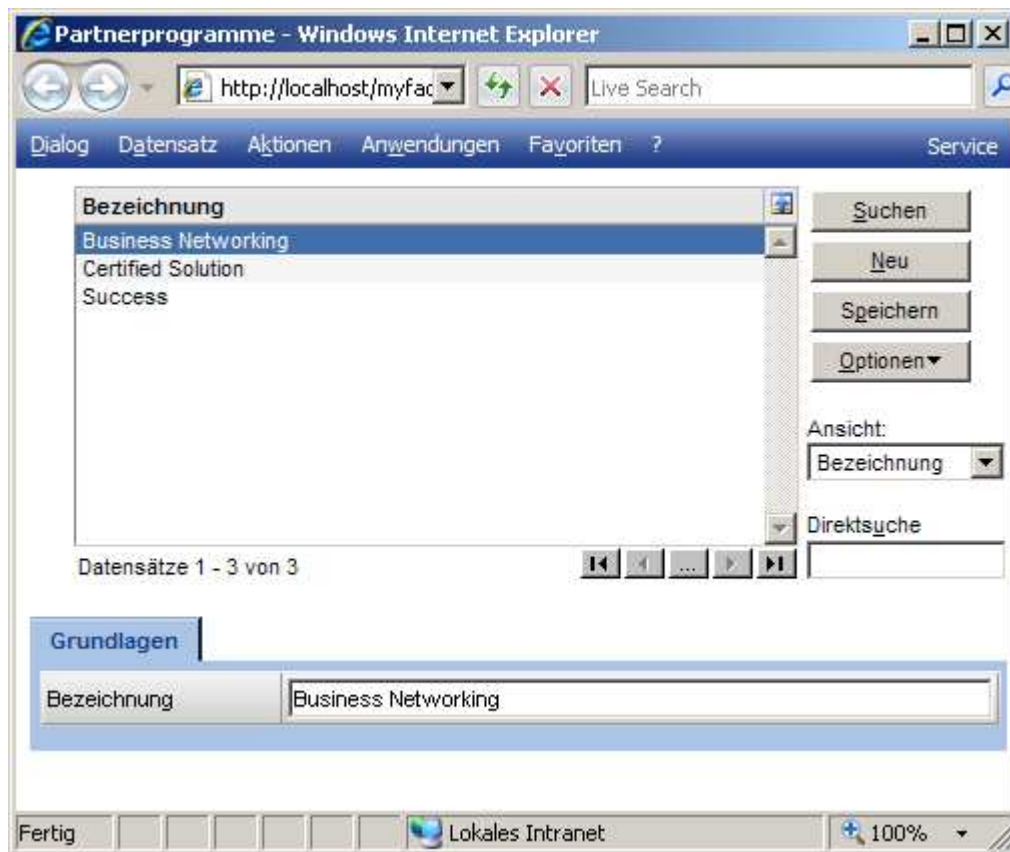 Partnerprogramme - Windows Internet Explorer
http://localhost/myfac Live Search
Dialog Datensatz Aktionen Anwendungen Favoriten ? Service
Bezeichnung
Suchen
Business Networking
Certified Solution
Neu
Success
Speichern
Optionen
Ansicht:
Bezeichnung
Direktsuche
Datensätze 1 - 3 von 3 ...
Grundlagen
Bezeichnung Business Networking
Fertig Lokales Intranet 100%